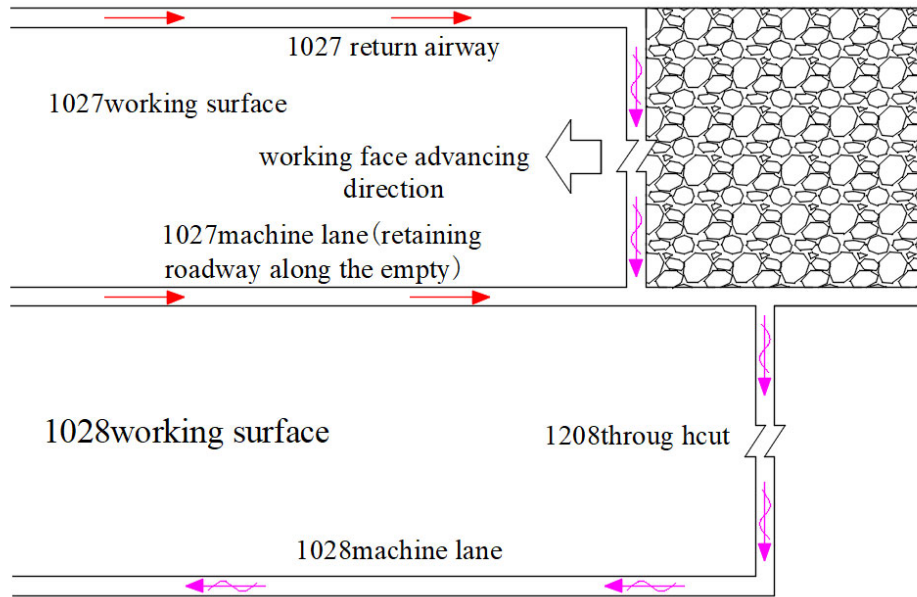 1027 return airway
1027working surface
working face advancing
direction
1027machine lane(retaining
roadway along the empty)
1028working surface
1208throug hcut
1028machine lane